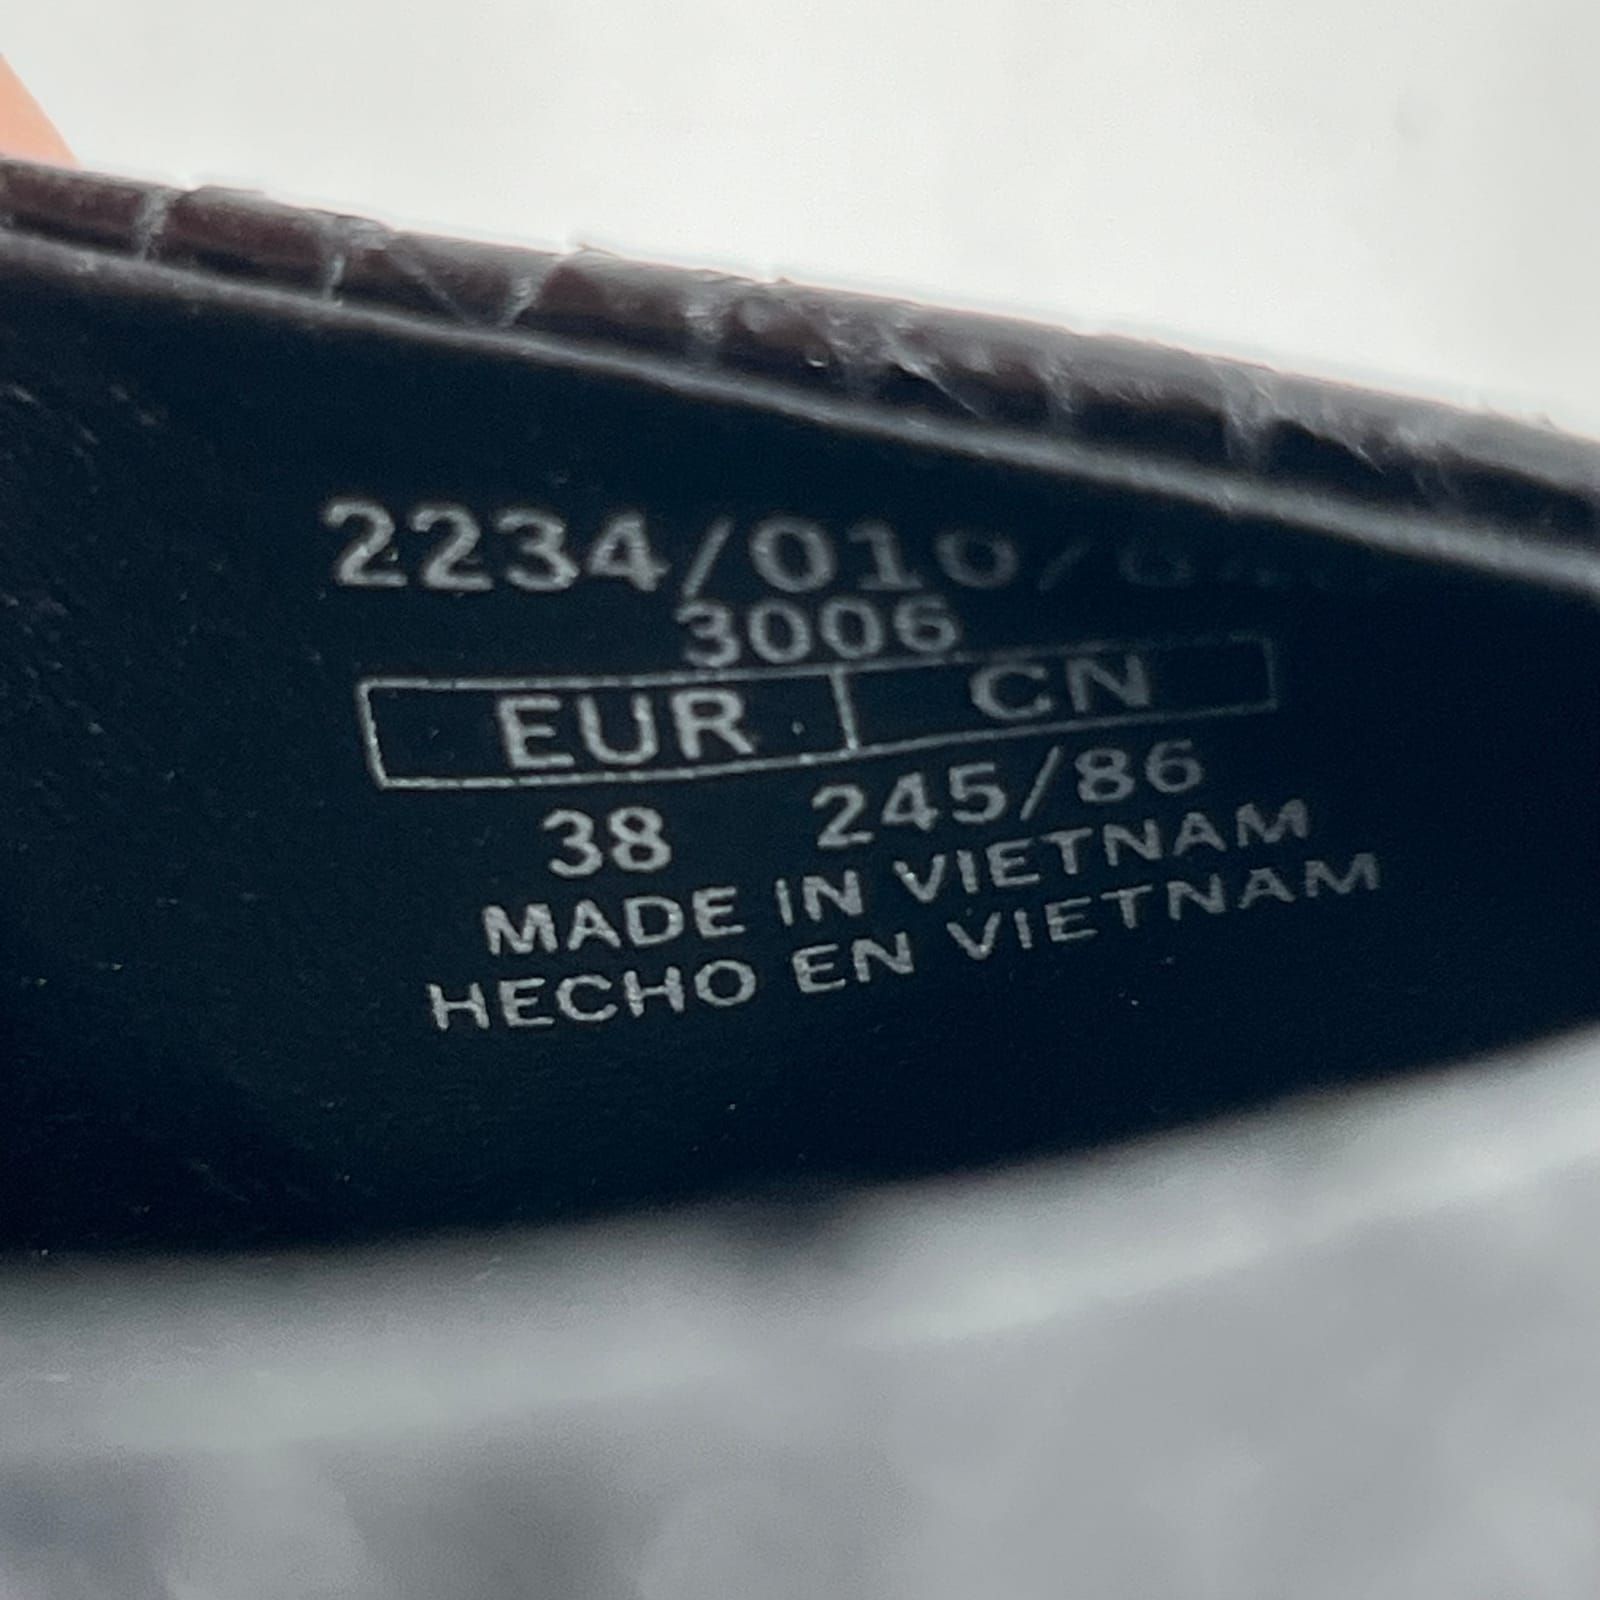 2234/010/
3006
EUR CN
38 245/86
MADE IN VIETNAM
HECHO EN VIETNAM